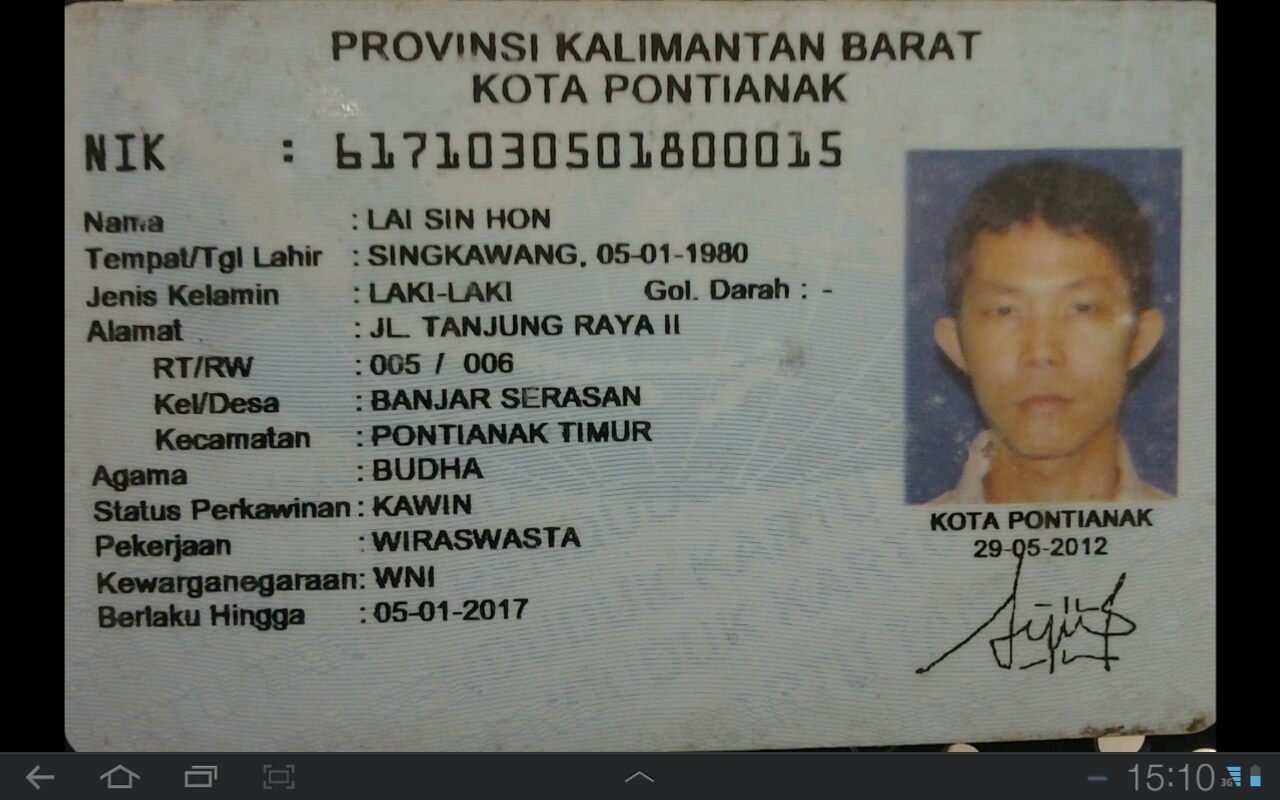 PROVINSI KALIMANTAN BARAT
KOTA PONTIANAK
NIK : 6171030501800015
Nama : LAI SIN HON
Tempat/Tgl Lahir : SINGKAWANG, 05-01-1980
Jenis Kelamin : LAKI-LAKI Gol. Darah : -
Alamat : JL. TANJUNG RAYA II
RT/RW : 005 / 006
Kel/Desa : BANJAR SERASAN
Kecamatan : PONTIANAK TIMUR
Agama : BUDHA
Status Perkawinan : KAWIN
Pekerjaan : WIRASWASTA
Kewarganegaraan: WNI
Berlaku Hingga : 05-01-2017
KOTA PONTIANAK
29-05-2012
15:10 3G